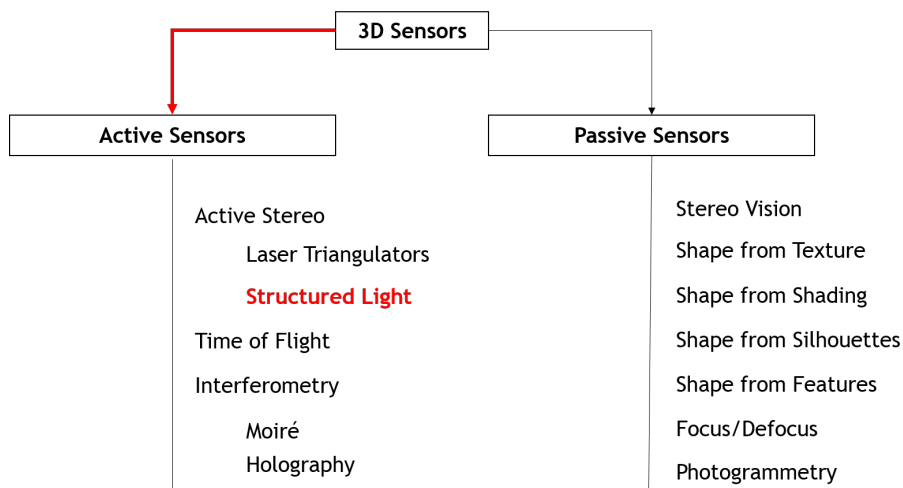 3D Sensors
Active Sensors
Active Stereo
Laser Triangulators
Structured Light
Time of Flight
Interferometry
Moiré
Holography
Passive Sensors
Stereo Vision
Shape from Texture
Shape from Shading
Shape from Silhouettes
Shape from Features
Focus/Defocus
Photogrammetry